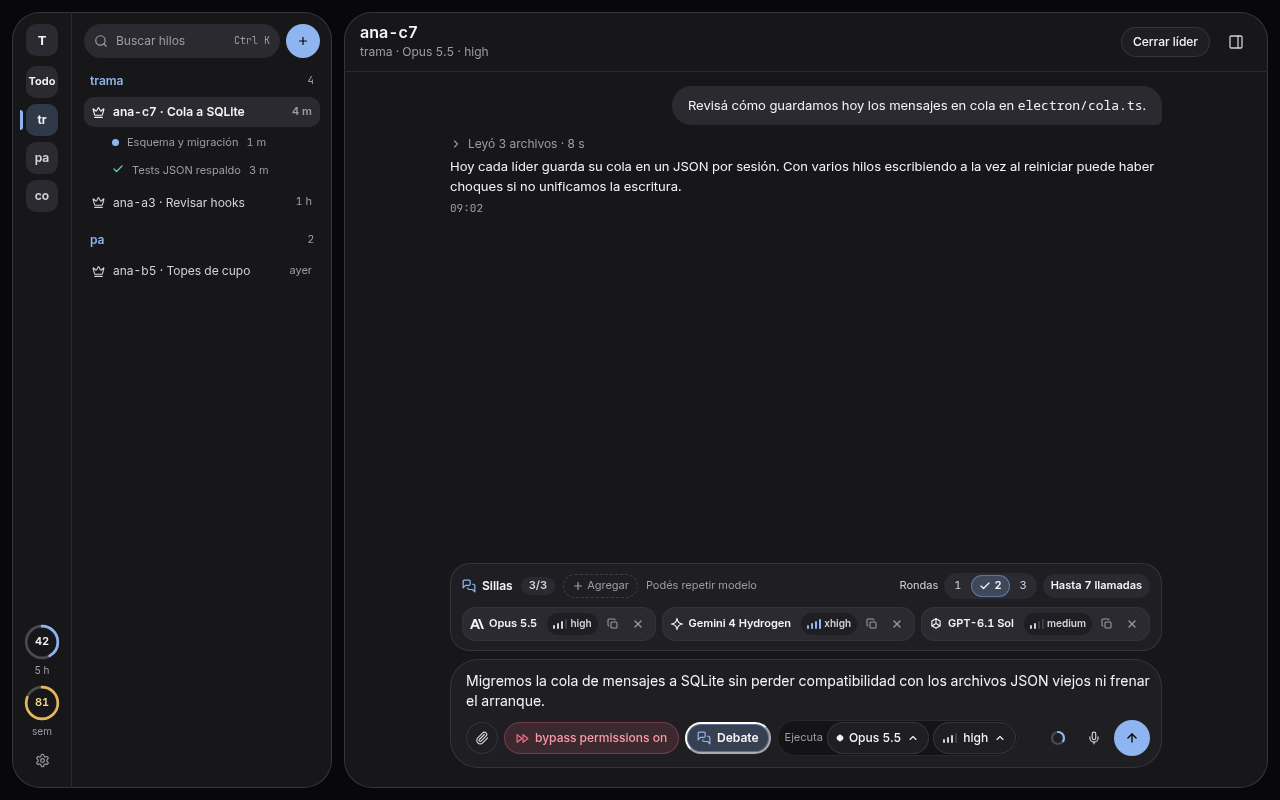 T
Todo
tr
pa
co
42
5 h
81
sem
Buscar hilos Ctrl K
trama 4
ana-c7 · Cola a SQLite 4 m
Esquema y migración 1 m
Tests JSON respaldo 3 m
ana-a3 · Revisar hooks 1 h
pa 2
ana-b5 · Topes de cupo ayer
ana-c7
trama · Opus 5.5 · high
Cerrar líder
Revisá cómo guardamos hoy los mensajes en cola en electron/cola.ts.
Leyó 3 archivos · 8 s
Hoy cada líder guarda su cola en un JSON por sesión. Con varios hilos escribiendo a la vez al reiniciar puede haber
choques si no unificamos la escritura.
09:02
Sillas 3/3 + Agregar Podés repetir modelo Rondas 1 2 3 Hasta 7 llamadas
Opus 5.5 high Gemini 4 Hydrogen xhigh GPT-6.1 Sol medium
Migremos la cola de mensajes a SQLite sin perder compatibilidad con los archivos JSON viejos ni frenar
el arranque.
bypass permissions on Debate Ejecuta Opus 5.5 high